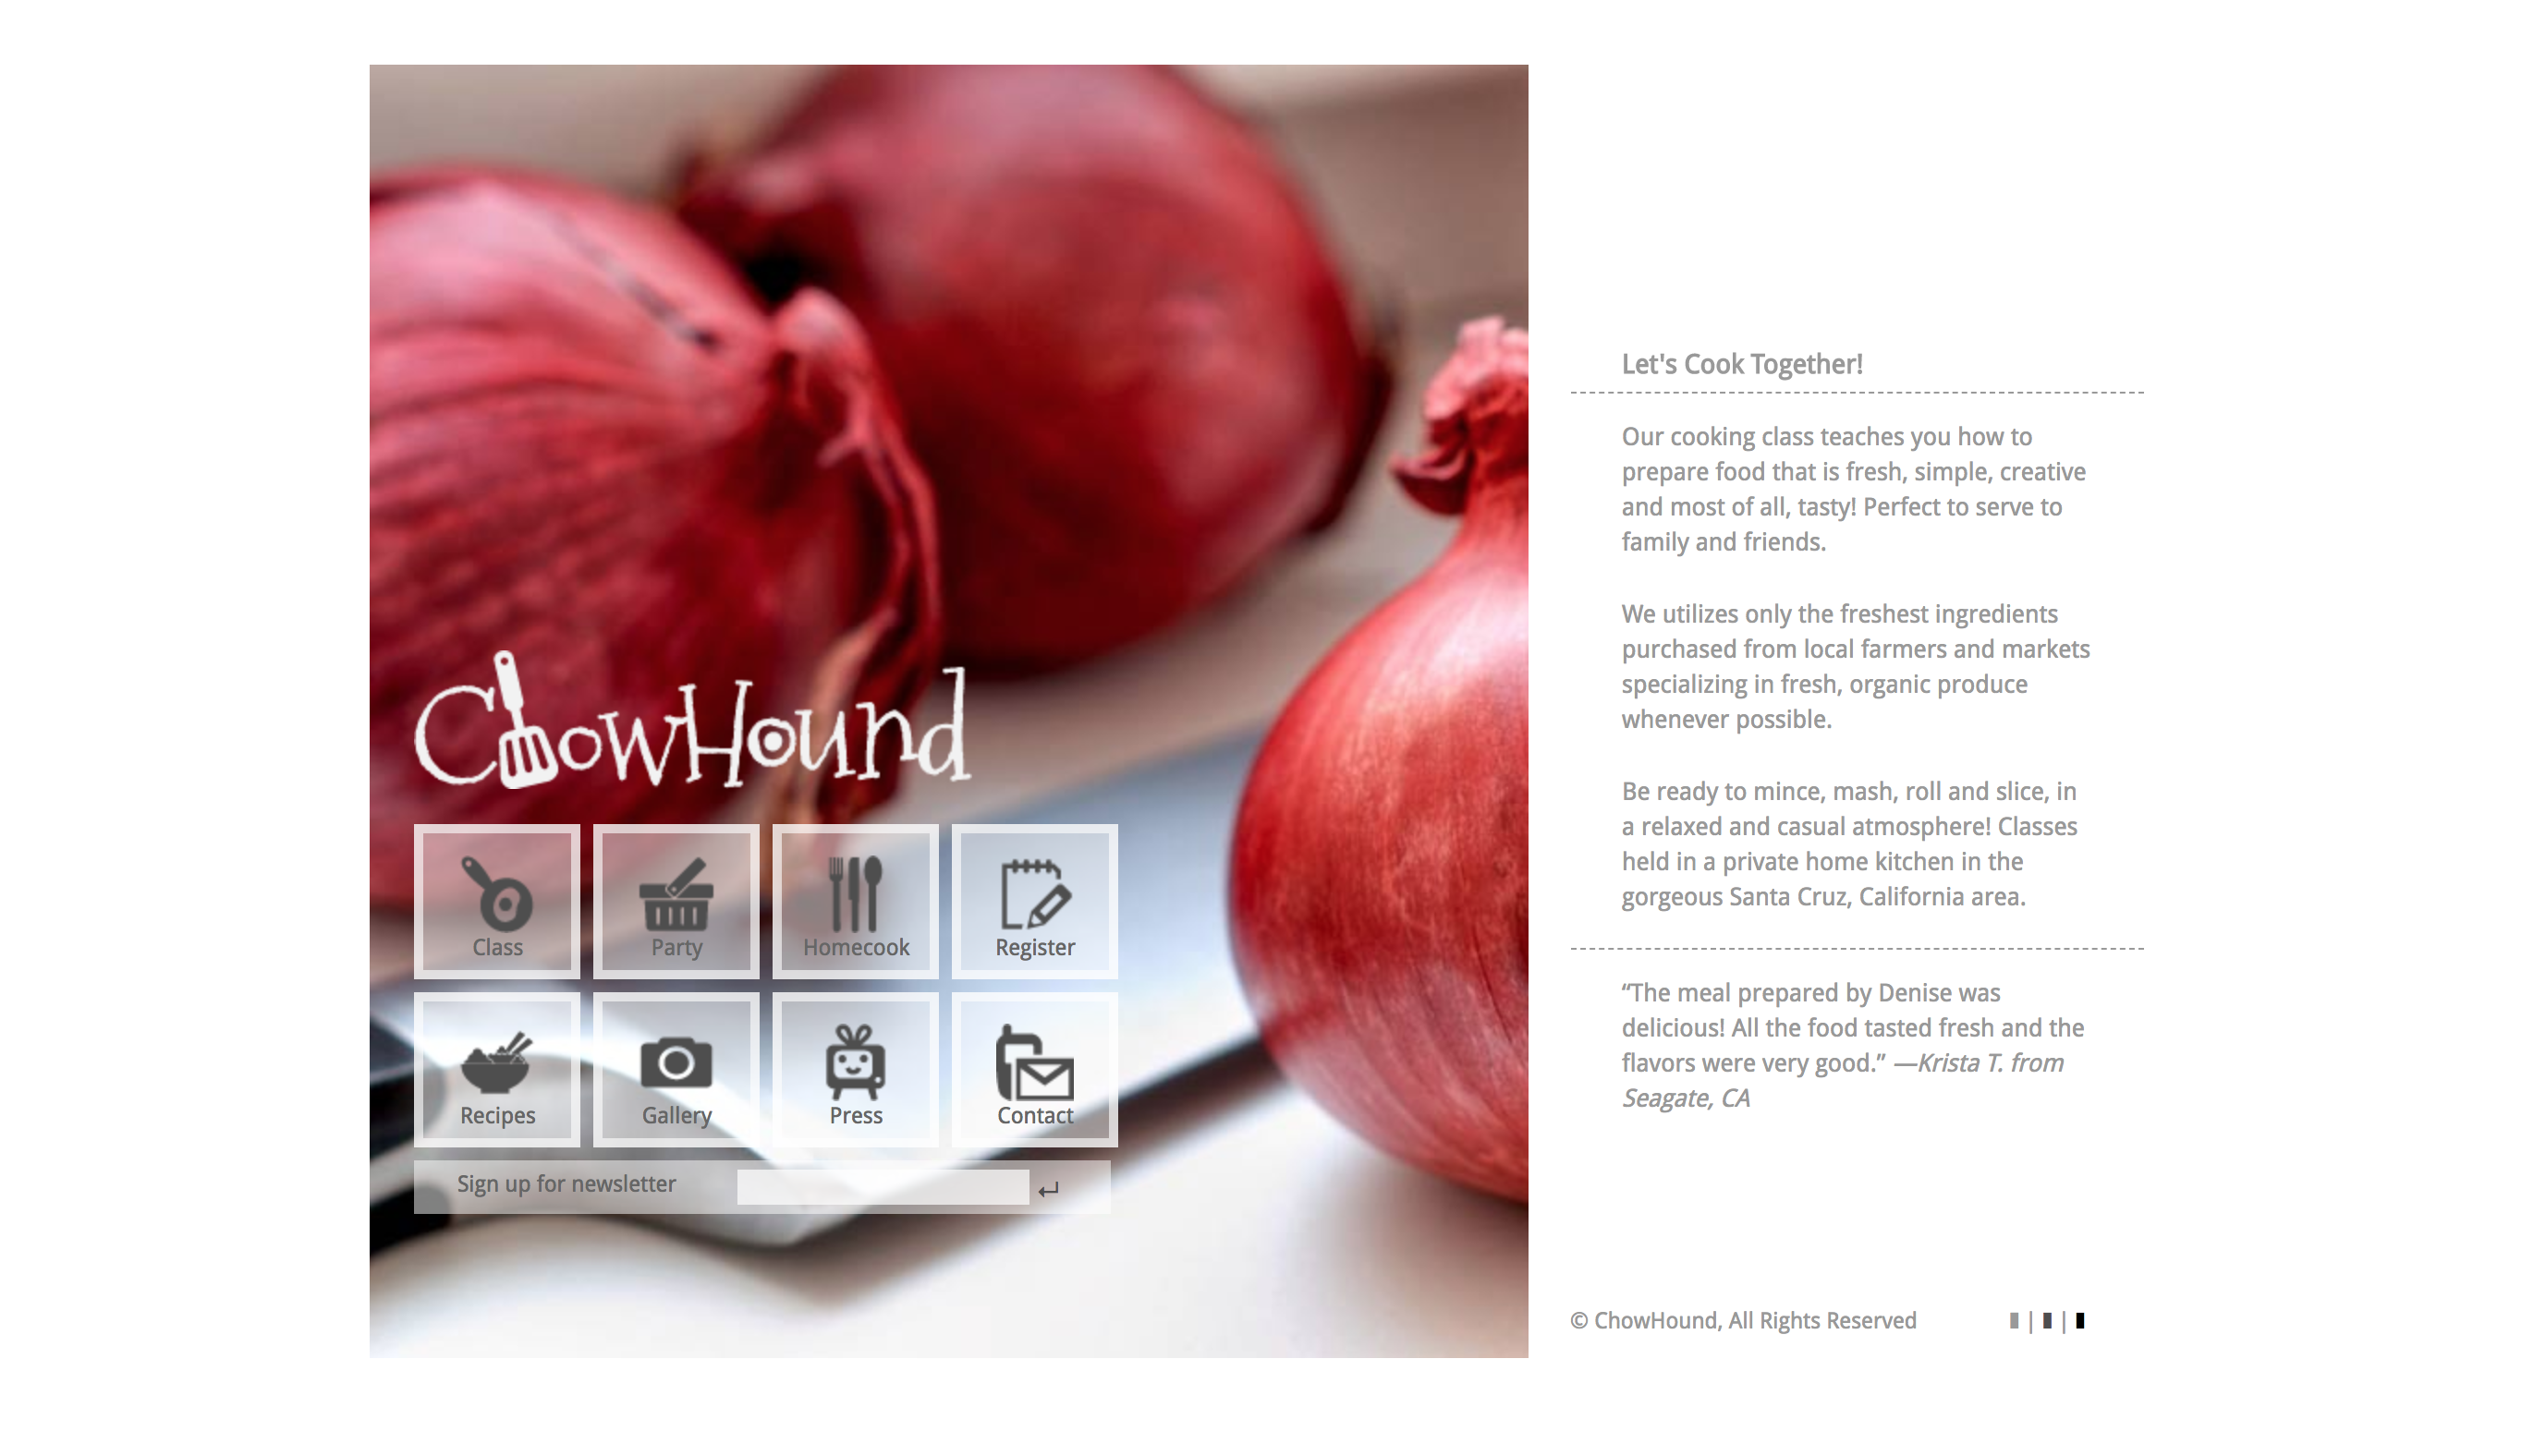 ChowHound
Class
Party
Homecook
Register
Recipes
Gallery
Press
Contact
Sign up for newsletter
Let's Cook Together!
Our cooking class teaches you how to
prepare food that is fresh, simple, creative
and most of all, tasty! Perfect to serve to
family and friends.
We utilizes only the freshest ingredients
purchased from local farmers and markets
specializing in fresh, organic produce
whenever possible.
Be ready to mince, mash, roll and slice, in
a relaxed and casual atmosphere! Classes
held in a private home kitchen in the
gorgeous Santa Cruz, California area.
“The meal prepared by Denise was
delicious! All the food tasted fresh and the
flavors were very good.” —Krista T. from
Seagate, CA
© ChowHound, All Rights Reserved